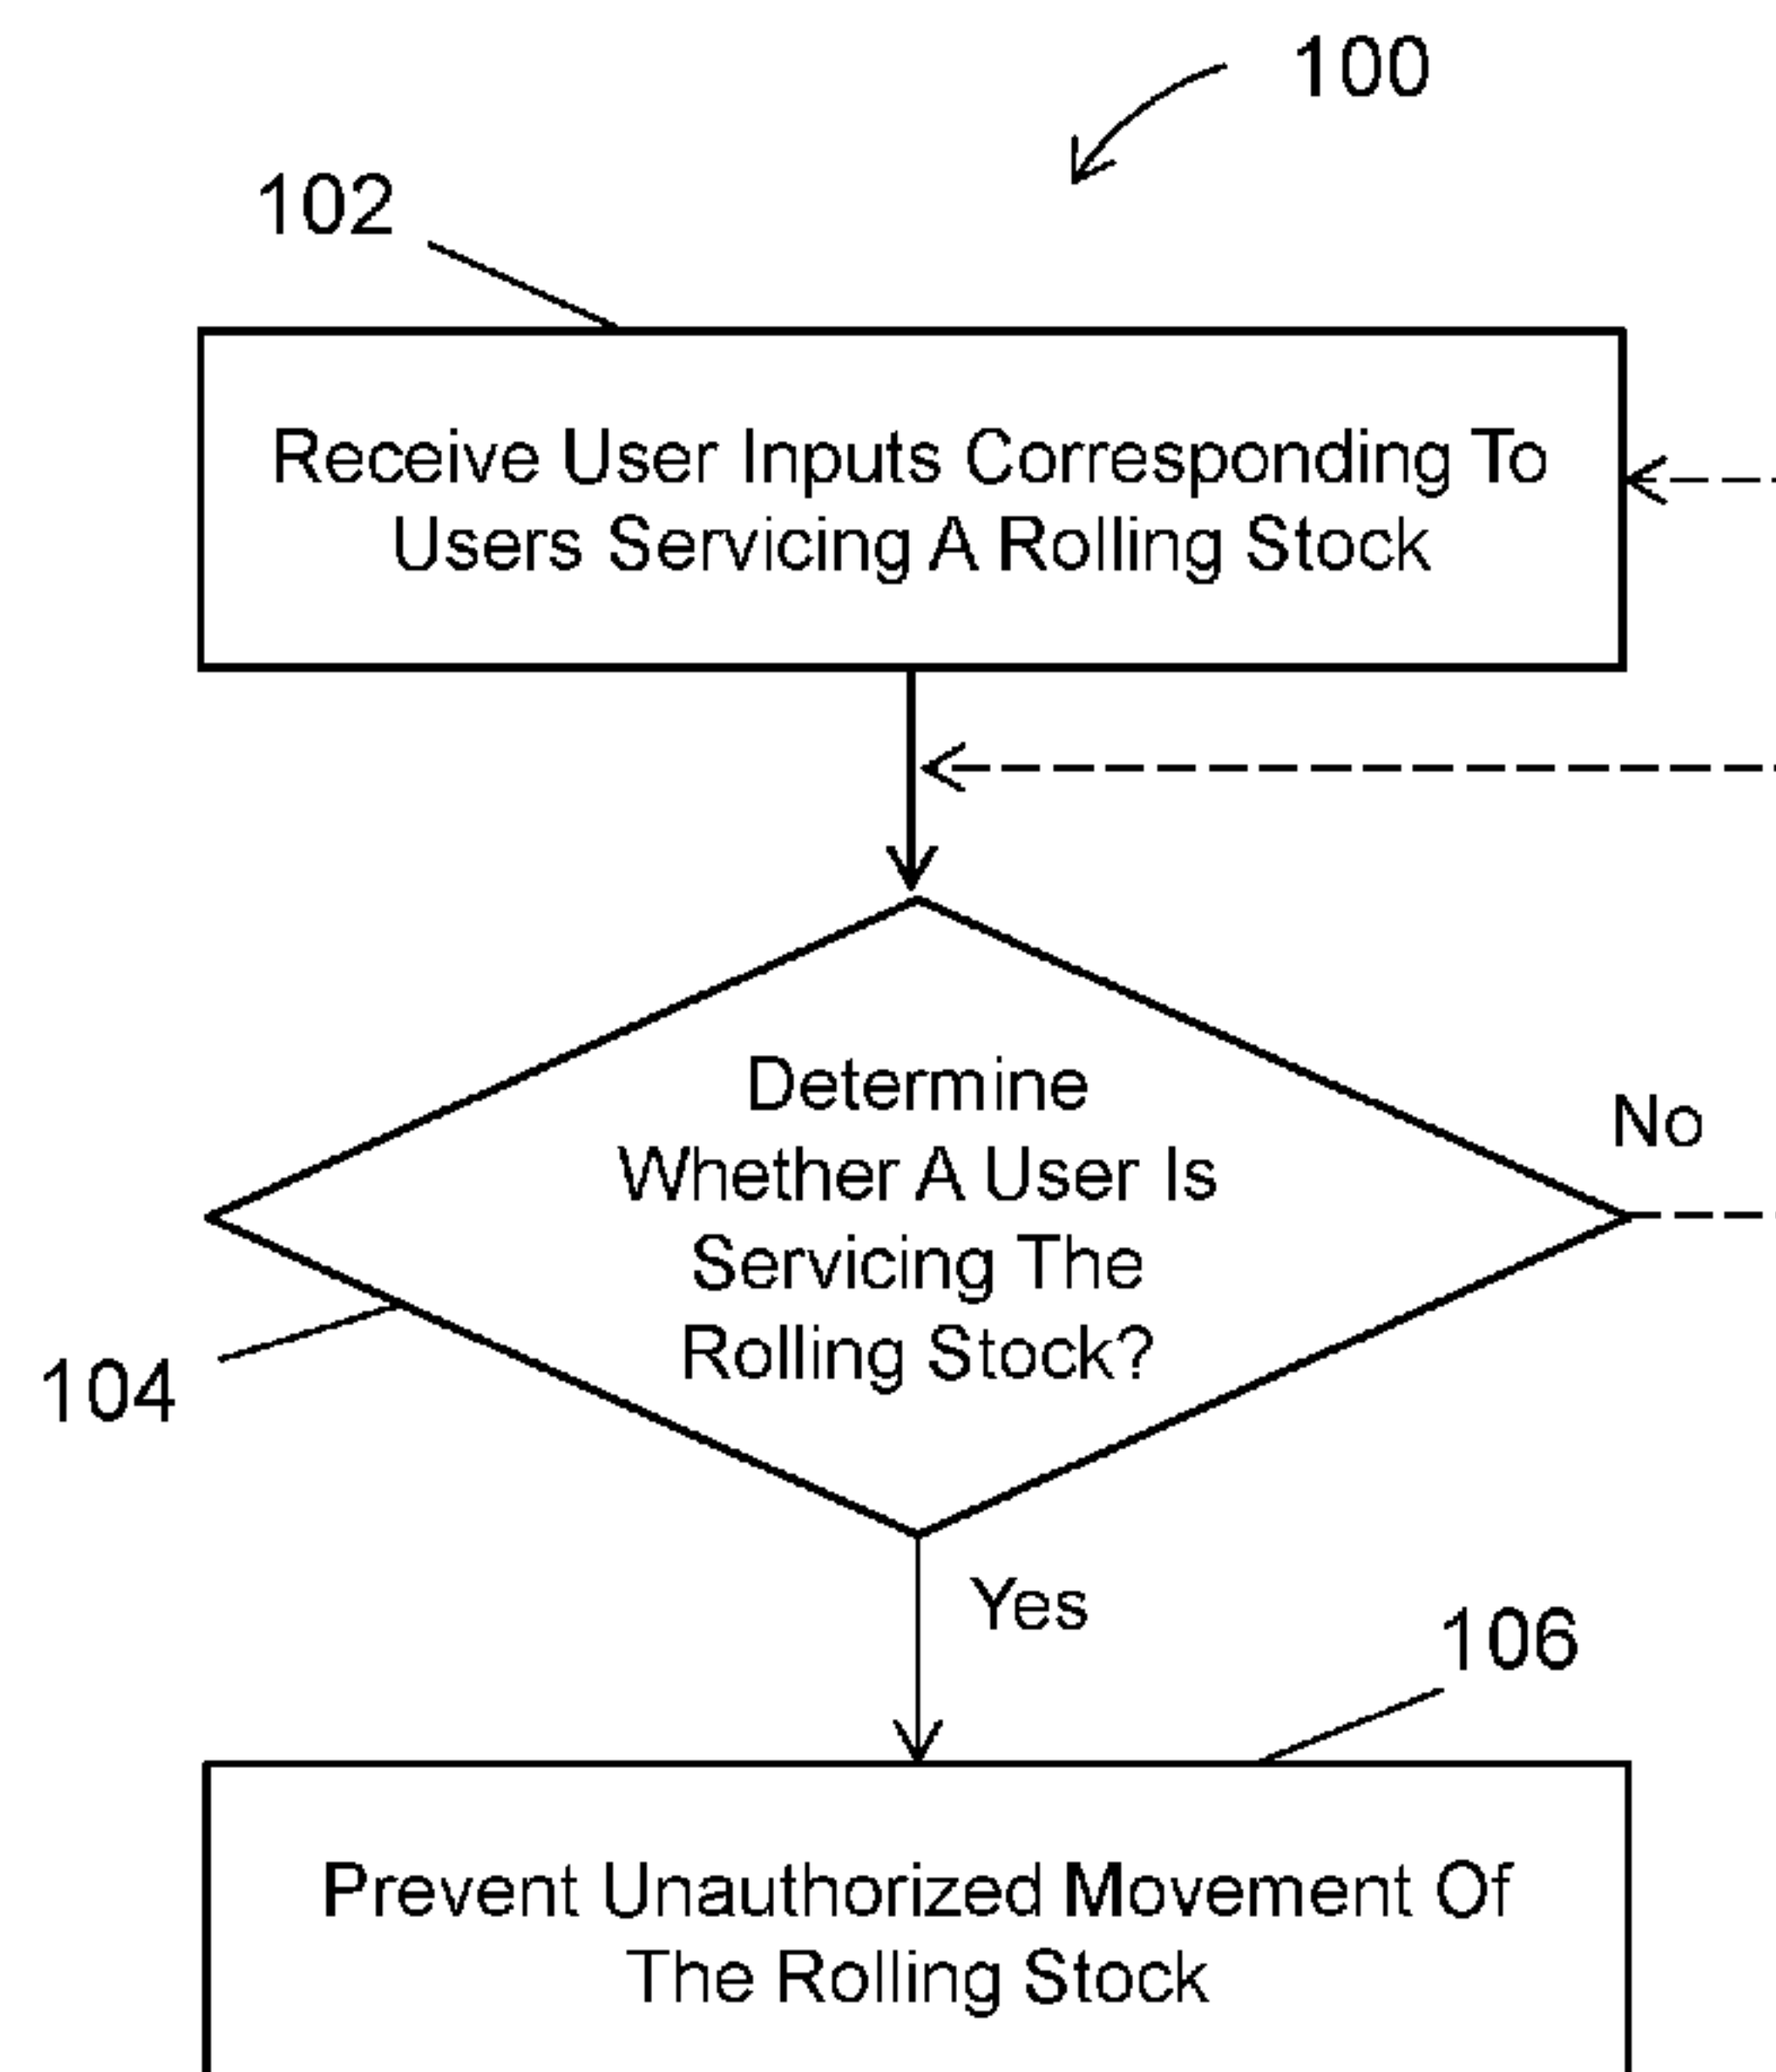 100
102
Receive User Inputs Corresponding To
Users Servicing A Rolling Stock
Determine
Whether A User Is
Servicing The
Rolling Stock?
No
104
Yes
106
Prevent Unauthorized Movement Of
The Rolling Stock